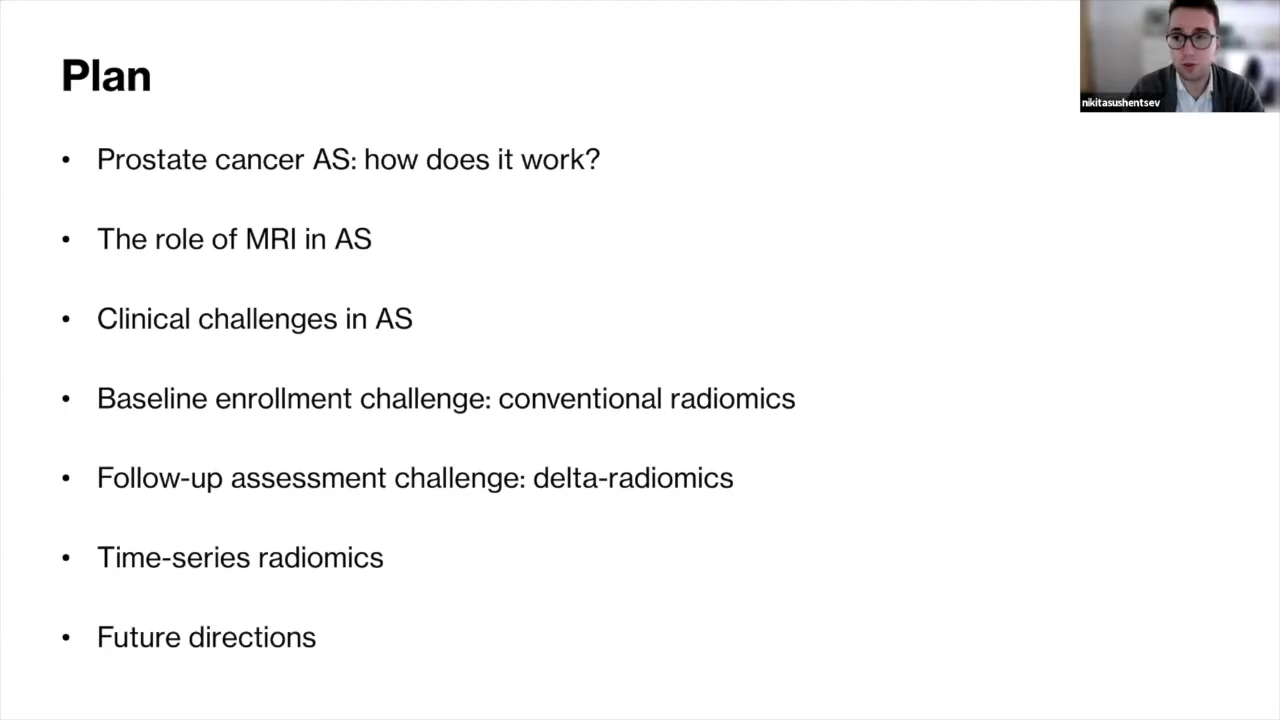 Plan
nikitasushentsev
• Prostate cancer AS: how does it work?
• The role of MRI in AS
• Clinical challenges in AS
• Baseline enrollment challenge: conventional radiomics
• Follow-up assessment challenge: delta-radiomics
• Time-series radiomics
• Future directions